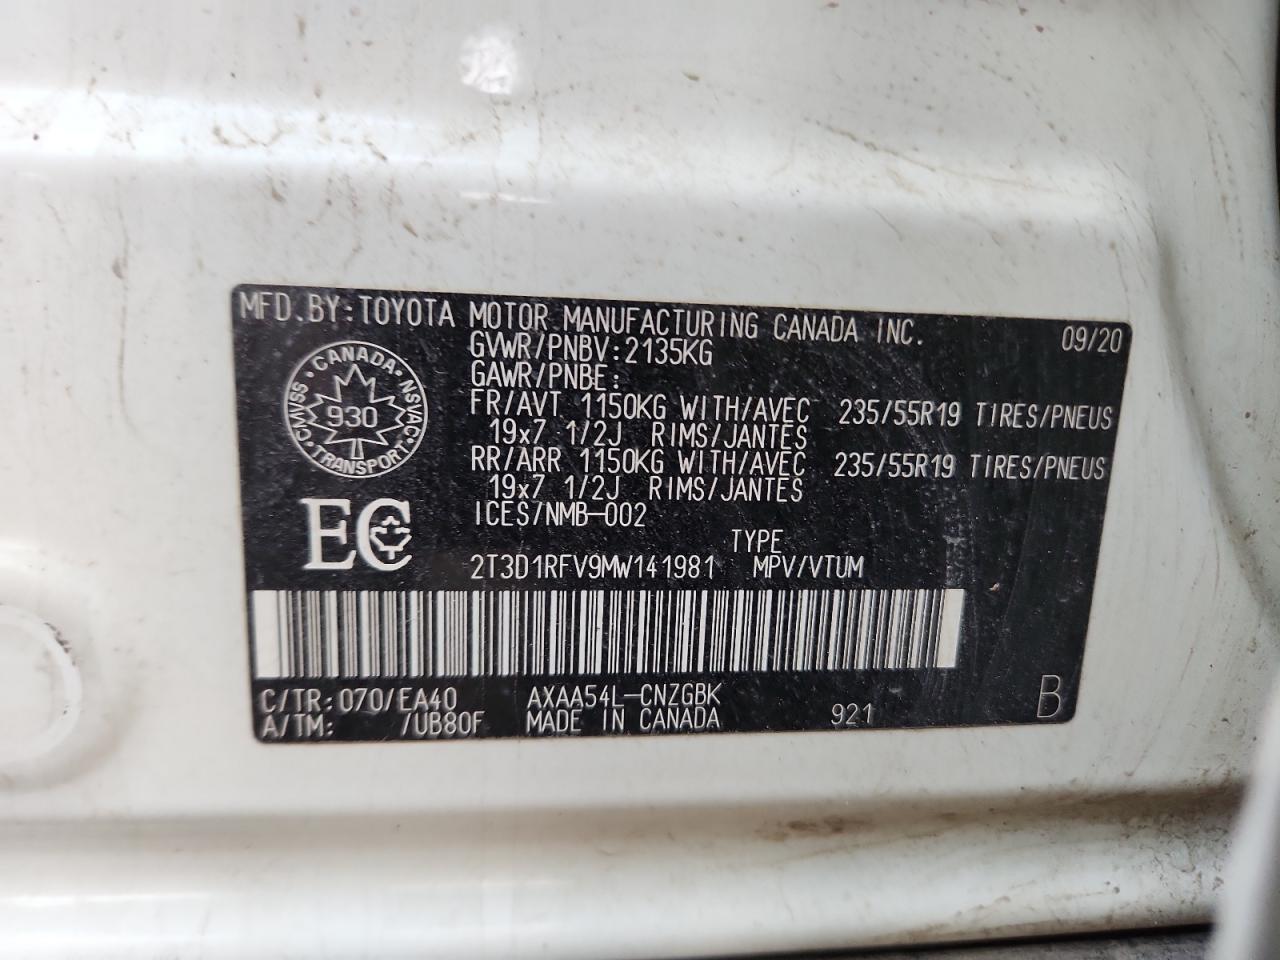 MFD.BY:TOYOTA MOTOR MANUFACTURING CANADA INC. 09/20
GVWR/PNBV:2135KG
GAWR/PNBE:
FR/AVT 1150KG WITH/AVEC 235/55R19 TIRES/PNEUS
19x7 1/2J RIMS/JANTES
RR/ARR 1150KG WITH/AVEC 235/55R19 TIRES/PNEUS
19x7 1/2J RIMS/JANTES
ICES/NMB-002
CANADA · NSVAC · TRANSPORT · CMVSS ·
930
EC
TYPE
2T3D1RFV9MW141981 MPV/VTUM
C/TR:070/EA40 AXAA54L-CNZGBK
A/TM: /UB80F MADE IN CANADA 921 B